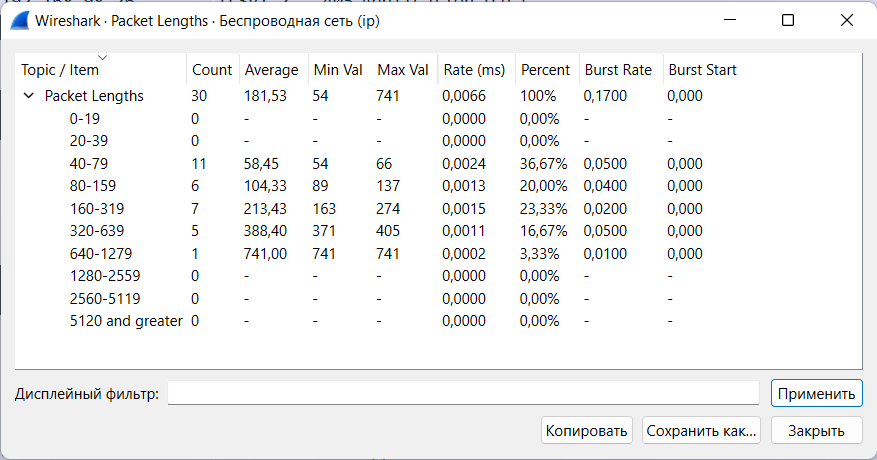 Wireshark · Packet Lengths · Беспроводная сеть (ip)
Topic / Item Count Average Min Val Max Val Rate (ms) Percent Burst Rate Burst Start
Packet Lengths 30 181,53 54 741 0,0066 100% 0,1700 0,000
0-19 0 - - - 0,0000 0,00% - -
20-39 0 - - - 0,0000 0,00% - -
40-79 11 58,45 54 66 0,0024 36,67% 0,0500 0,000
80-159 6 104,33 89 137 0,0013 20,00% 0,0400 0,000
160-319 7 213,43 163 274 0,0015 23,33% 0,0200 0,000
320-639 5 388,40 371 405 0,0011 16,67% 0,0500 0,000
640-1279 1 741,00 741 741 0,0002 3,33% 0,0100 0,000
1280-2559 0 - - - 0,0000 0,00% - -
2560-5119 0 - - - 0,0000 0,00% - -
5120 and greater 0 - - - 0,0000 0,00% - -
Дисплейный фильтр: Применить
Копировать Сохранить как... Закрыть